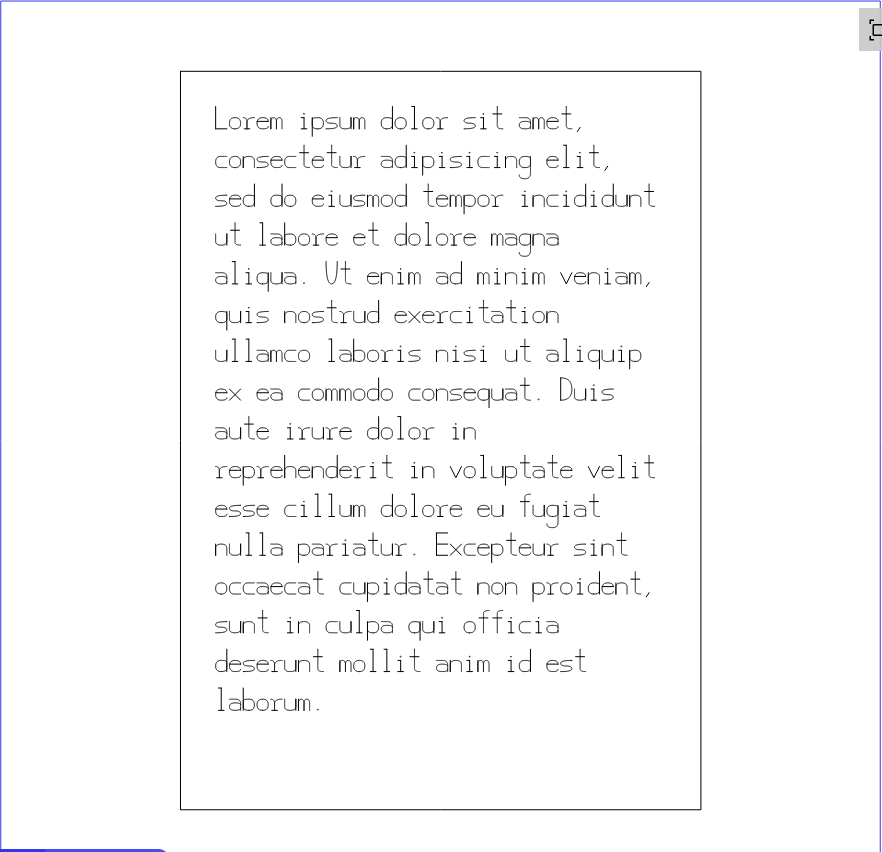 Lorem ipsum dolor sit amet,
consectetur adipisicing elit,
sed do eiusmod tempor incididunt
ut labore et dolore magna
aliqua. Ut enim ad minim veniam,
quis nostrud exercitation
ullamco laboris nisi ut aliquip
ex ea commodo consequat. Duis
aute irure dolor in
reprehenderit in voluptate velit
esse cillum dolore eu fugiat
nulla pariatur. Excepteur sint
occaecat cupidatat non proident,
sunt in culpa qui officia
deserunt mollit anim id est
laborum.